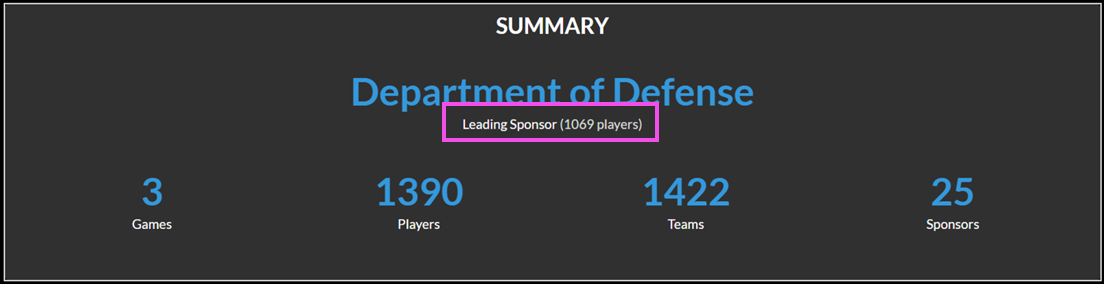 SUMMARY
Department of Defense
Leading Sponsor (1069 players)
3 1390 1422 25
Games Players Teams Sponsors